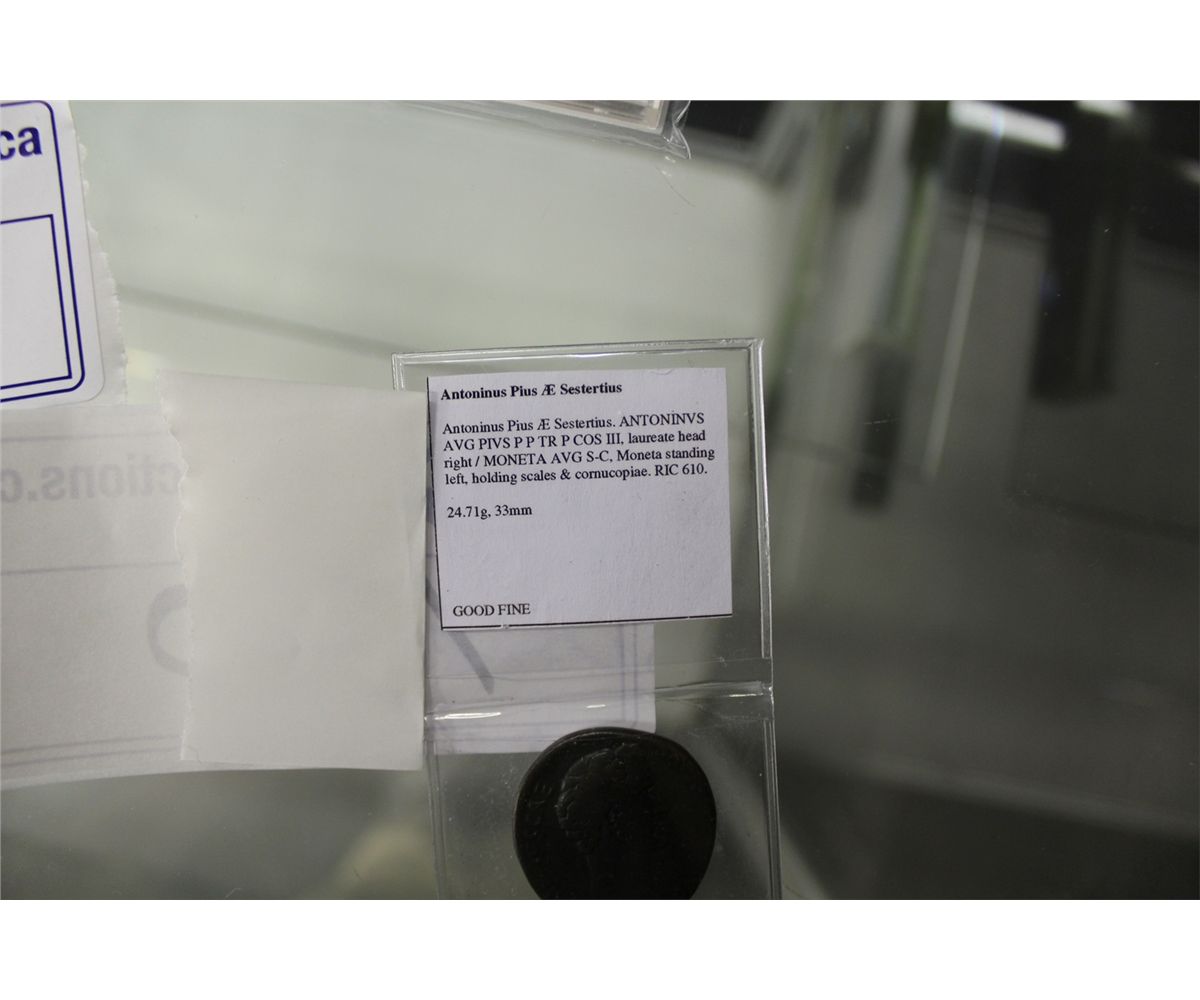 ca
Antoninus Pius Æ Sestertius
Antoninus Pius Æ Sestertius. ANTONINVS
AVG PIVS P P TR P COS III, laureate head
right / MONETA AVG S-C, Moneta standing
left, holding scales & cornucopiae. RIC 610.
24.71g, 33mm
GOOD FINE